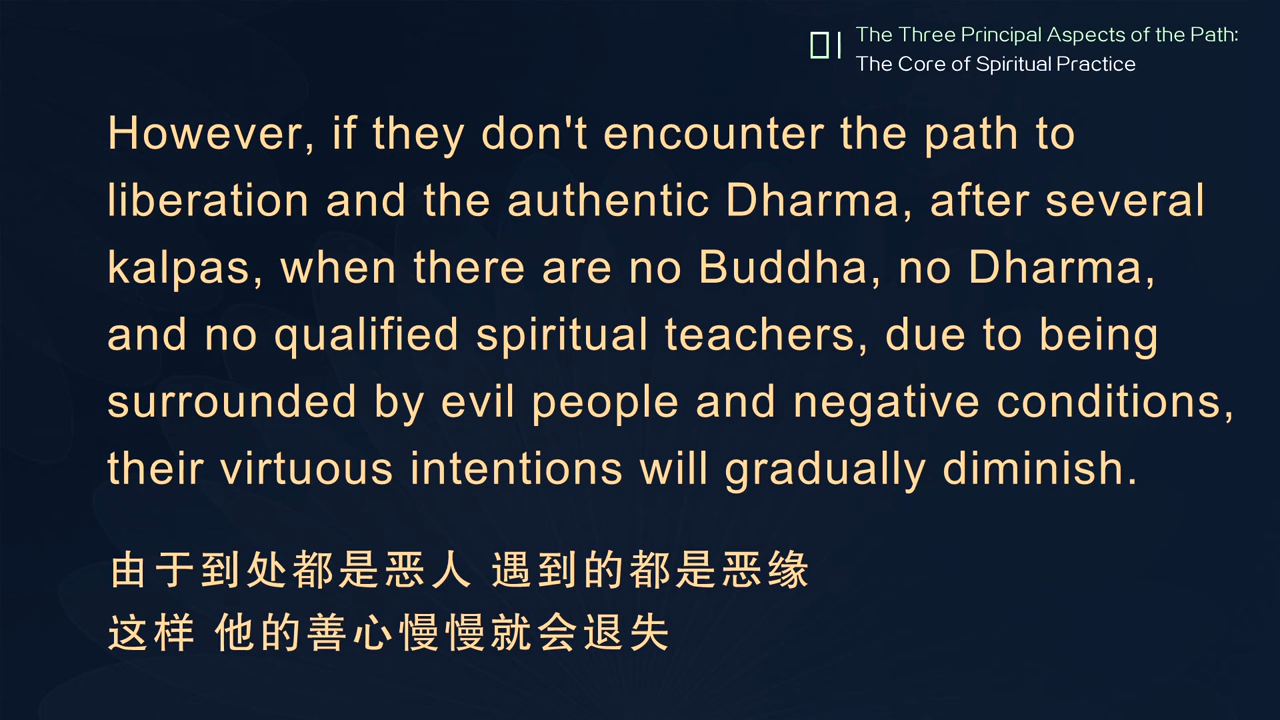 The Three Principal Aspects of the Path:
The Core of Spiritual Practice
However, if they don't encounter the path to
liberation and the authentic Dharma, after several
kalpas, when there are no Buddha, no Dharma,
and no qualified spiritual teachers, due to being
surrounded by evil people and negative conditions,
their virtuous intentions will gradually diminish.
由于到处都是恶人 遇到的都是恶缘
这样 他的善心慢慢就会退失